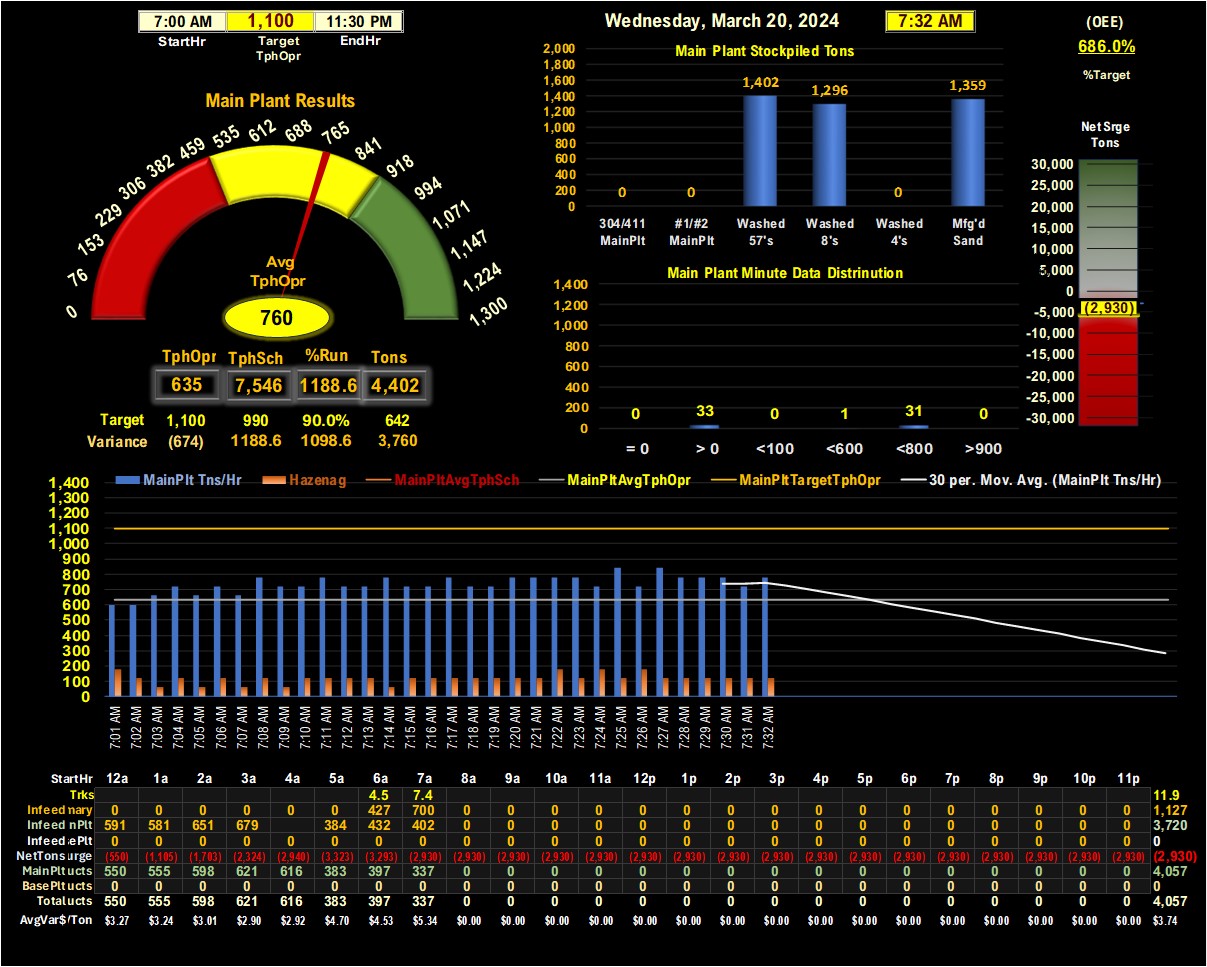 7:00 AM 1,100 11:30 PM
StartHr Target TphOpr EndHr
Wednesday, March 20, 2024 7:32 AM
(OEE)
686.0%
%Target
Main Plant Results
0 76 153 229 306 382 459 535 612 688 765 841 918 994 1,071 1,147 1,224 1,300
Avg
TphOpr
760
TphOpr TphSch %Run Tons
635 7,546 1188.6 4,402
Target 1,100 990 90.0% 642
Variance (674) 1188.6 1098.6 3,760
Main Plant Stockpiled Tons
2,000
1,800
1,600
1,400
1,200
1,000
800
600
400
200
0
0 0 1,402 1,296 0 1,359
304/411 #1/#2 Washed Washed Washed Mfg'd
MainPlt MainPlt 57's 8's 4's Sand
Main Plant Minute Data Distrinution
1,400
1,200
1,000
800
600
400
200
0
0 33 0 1 31 0
= 0 > 0 <100 <600 <800 >900
Net Srge
Tons
30,000
25,000
20,000
15,000
10,000
5,000
0
-5,000
-10,000
-15,000
-20,000
-25,000
-30,000
(2,930)
MainPlt Tns/Hr Hazenag MainPltAvgTphSch MainPltAvgTphOpr MainPltTargetTphOpr 30 per. Mov. Avg. (MainPlt Tns/Hr)
1,400
1,300
1,200
1,100
1,000
900
800
700
600
500
400
300
200
100
0
7:01 AM 7:02 AM 7:03 AM 7:04 AM 7:05 AM 7:06 AM 7:07 AM 7:08 AM 7:09 AM 7:10 AM 7:11 AM 7:12 AM 7:13 AM 7:14 AM 7:15 AM 7:16 AM 7:17 AM 7:18 AM 7:19 AM 7:20 AM 7:21 AM 7:22 AM 7:23 AM 7:24 AM 7:25 AM 7:26 AM 7:27 AM 7:28 AM 7:29 AM 7:30 AM 7:31 AM 7:32 AM
StartHr 12a 1a 2a 3a 4a 5a 6a 7a 8a 9a 10a 11a 12p 1p 2p 3p 4p 5p 6p 7p 8p 9p 10p 11p
Trks 4.5 7.4 11.9
Infeed nary 0 0 0 0 0 0 427 700 0 0 0 0 0 0 0 0 0 0 0 0 0 0 0 0 1,127
Infeed nPlt 591 581 651 679 384 432 402 0 0 0 0 0 0 0 0 0 0 0 0 0 0 0 0 3,720
Infeed ePlt 0 0 0 0 0 0 0 0 0 0 0 0 0 0 0 0 0 0 0 0 0 0 0 0 0
NetTons urge (550) (1,105) (1,703) (2,324) (2,940) (3,323) (3,293) (2,930) (2,930) (2,930) (2,930) (2,930) (2,930) (2,930) (2,930) (2,930) (2,930) (2,930) (2,930) (2,930) (2,930) (2,930) (2,930) (2,930) (2,930)
MainPlt ucts 550 555 598 621 616 383 397 337 0 0 0 0 0 0 0 0 0 0 0 0 0 0 0 0 4,057
BasePlt ucts 0 0 0 0 0 0 0 0 0 0 0 0 0 0 0 0 0 0 0 0 0 0 0 0 0
Total ucts 550 555 598 621 616 383 397 337 0 0 0 0 0 0 0 0 0 0 0 0 0 0 0 0 4,057
AvgVar$/Ton $3.27 $3.24 $3.01 $2.90 $2.92 $4.70 $4.53 $5.34 $0.00 $0.00 $0.00 $0.00 $0.00 $0.00 $0.00 $0.00 $0.00 $0.00 $0.00 $0.00 $0.00 $0.00 $0.00 $0.00 $3.74